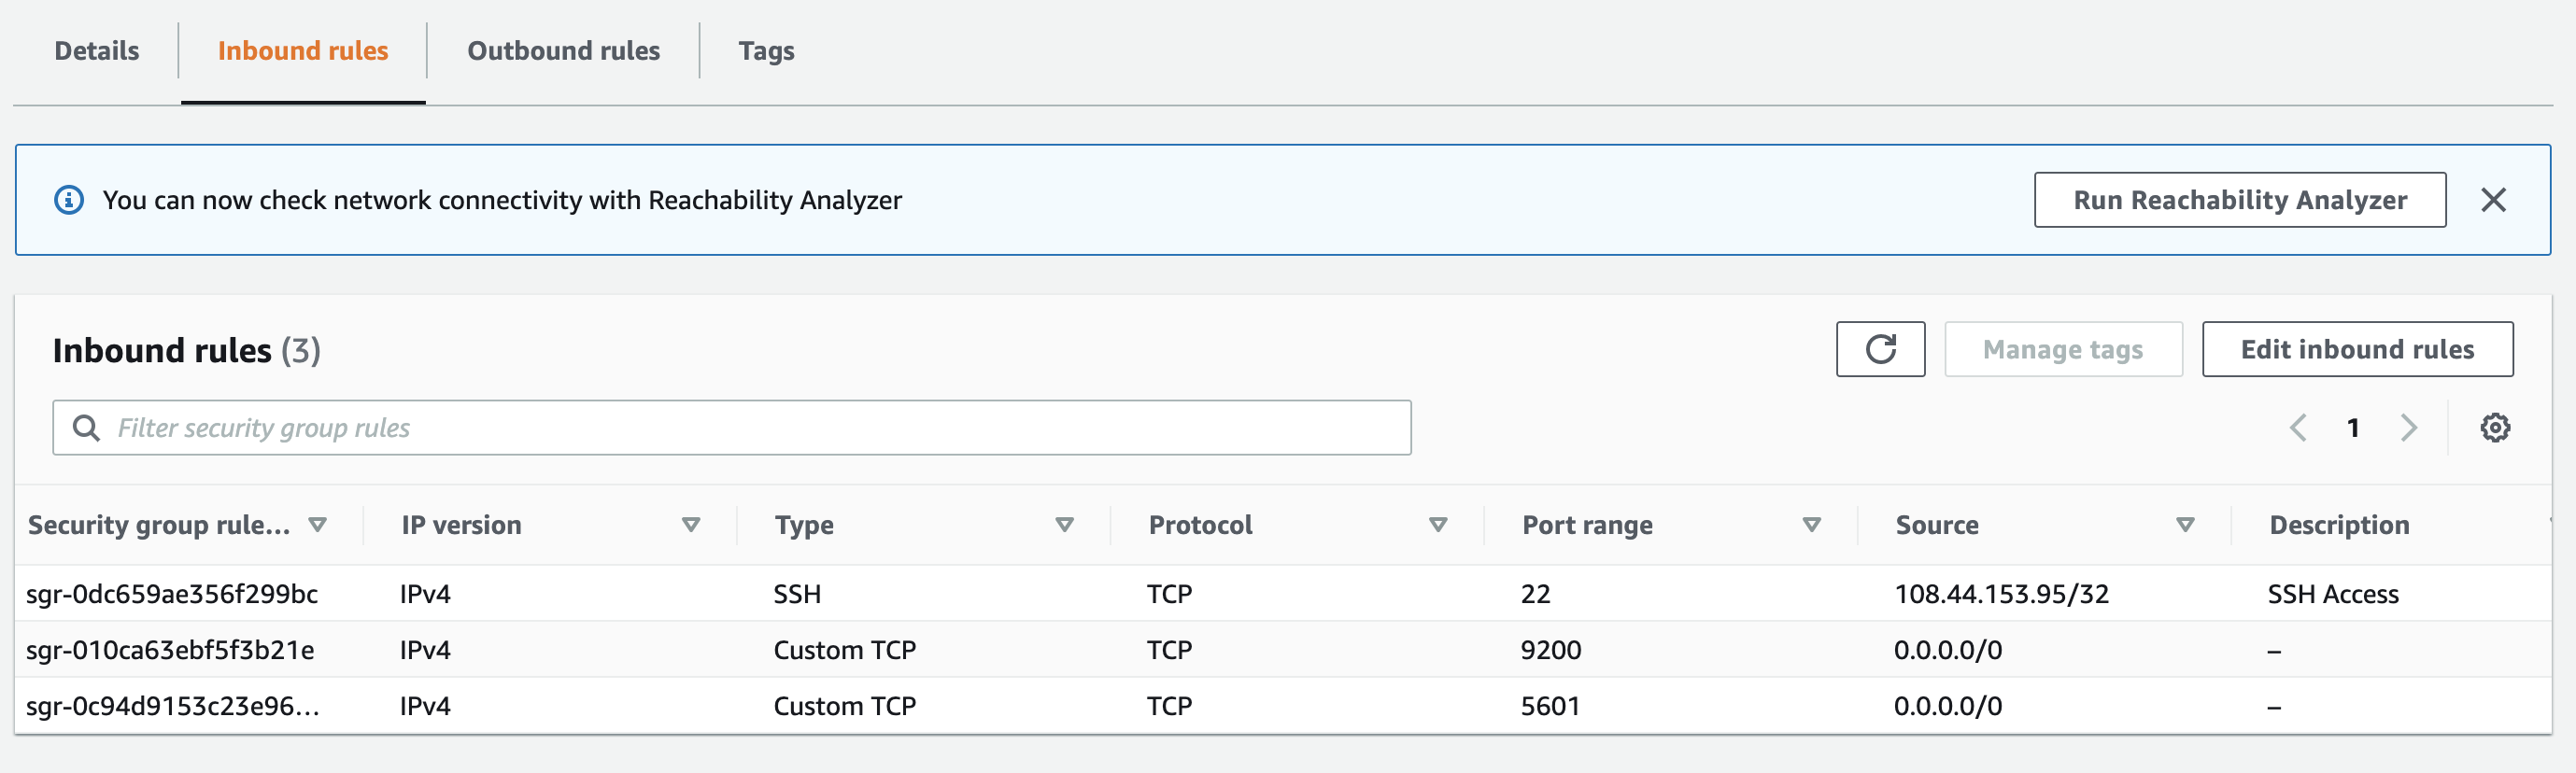 Details Inbound rules Outbound rules Tags
You can now check network connectivity with Reachability Analyzer Run Reachability Analyzer
Inbound rules (3) Manage tags Edit inbound rules
Filter security group rules 1
Security group rule... IP version Type Protocol Port range Source Description
sgr-0dc659ae356f299bc IPv4 SSH TCP 22 108.44.153.95/32 SSH Access
sgr-010ca63ebf5f3b21e IPv4 Custom TCP TCP 9200 0.0.0.0/0 –
sgr-0c94d9153c23e96... IPv4 Custom TCP TCP 5601 0.0.0.0/0 –